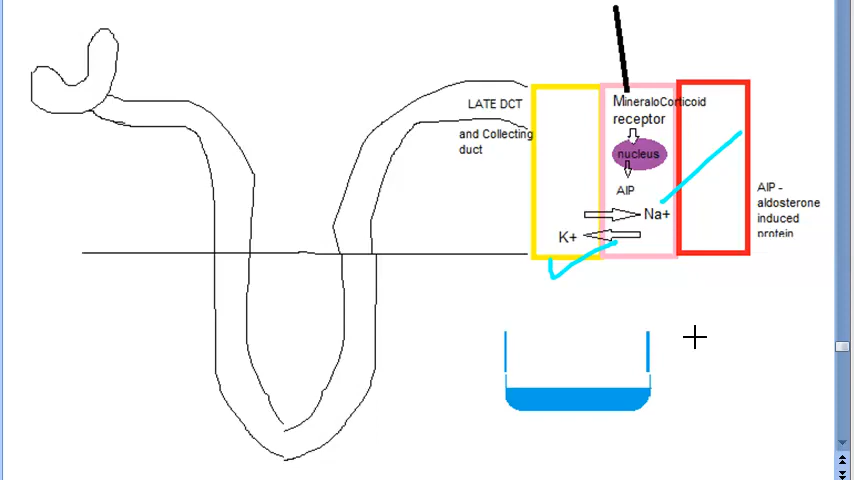 LATE DCT
and Collecting
duct
MineraloCorticoid
receptor
nucleus
AIP
Na+
K+
AIP -
aldosterone
induced
protein